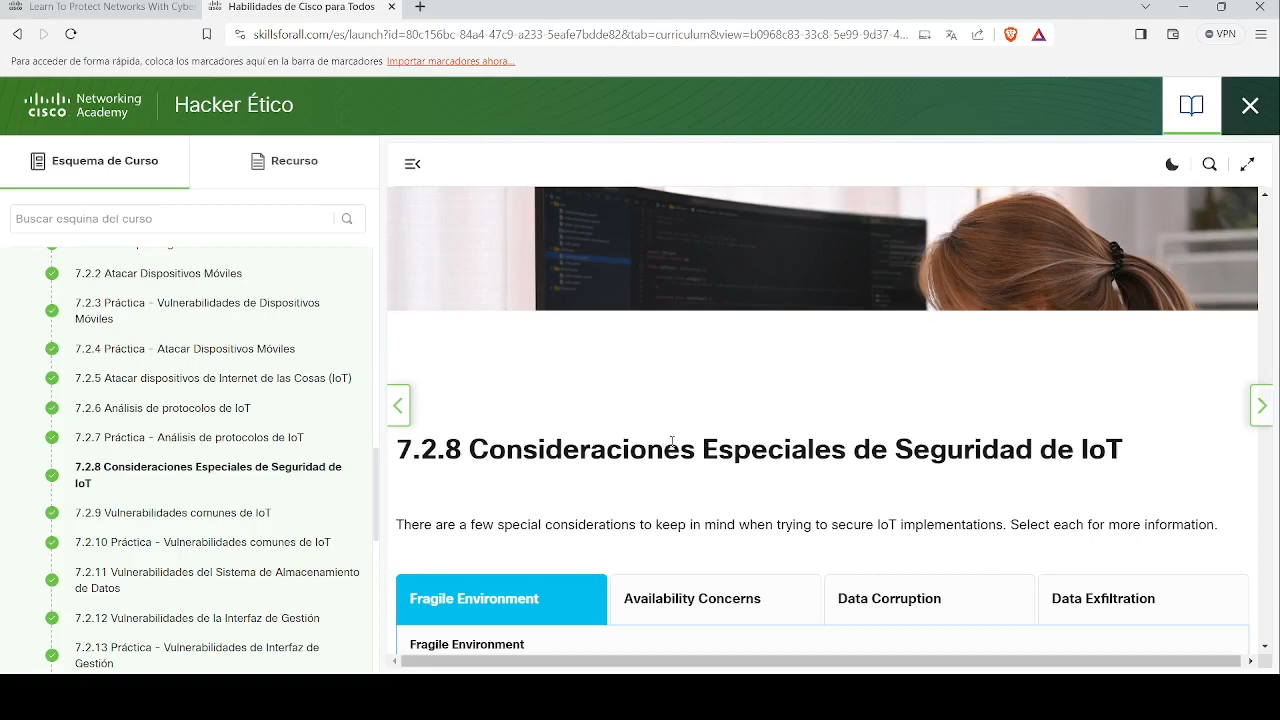 Learn To Protect Networks With Cyber
Habilidades de Cisco para Todos
skillsforall.com/es/launch?id=80c156bc-84a4-47c9-a233-5eafe7bdde82&tab=curriculum&view=b0968c83-33c8-5e99-9d37-4...
VPN
Para acceder de forma rápida, coloca los marcadores aquí en la barra de marcadores Importar marcadores ahora...
Networking
CISCO Academy
Hacker Ético
Esquema de Curso
Recurso
Buscar esquina del curso
7.2.2 Atacar Dispositivos Móviles
7.2.3 Práctica - Vulnerabilidades de Dispositivos
Móviles
7.2.4 Práctica - Atacar Dispositivos Móviles
7.2.5 Atacar dispositivos de Internet de las Cosas (IoT)
7.2.6 Análisis de protocolos de IoT
7.2.7 Práctica - Análisis de protocolos de IoT
7.2.8 Consideraciones Especiales de Seguridad de
IoT
7.2.9 Vulnerabilidades comunes de IoT
7.2.10 Práctica - Vulnerabilidades comunes de IoT
7.2.11 Vulnerabilidades del Sistema de Almacenamiento
de Datos
7.2.12 Vulnerabilidades de la Interfaz de Gestión
7.2.13 Práctica - Vulnerabilidades de Interfaz de
Gestión
7.2.8 Consideraciones Especiales de Seguridad de IoT
There are a few special considerations to keep in mind when trying to secure IoT implementations. Select each for more information.
Fragile Environment
Availability Concerns
Data Corruption
Data Exfiltration
Fragile Environment